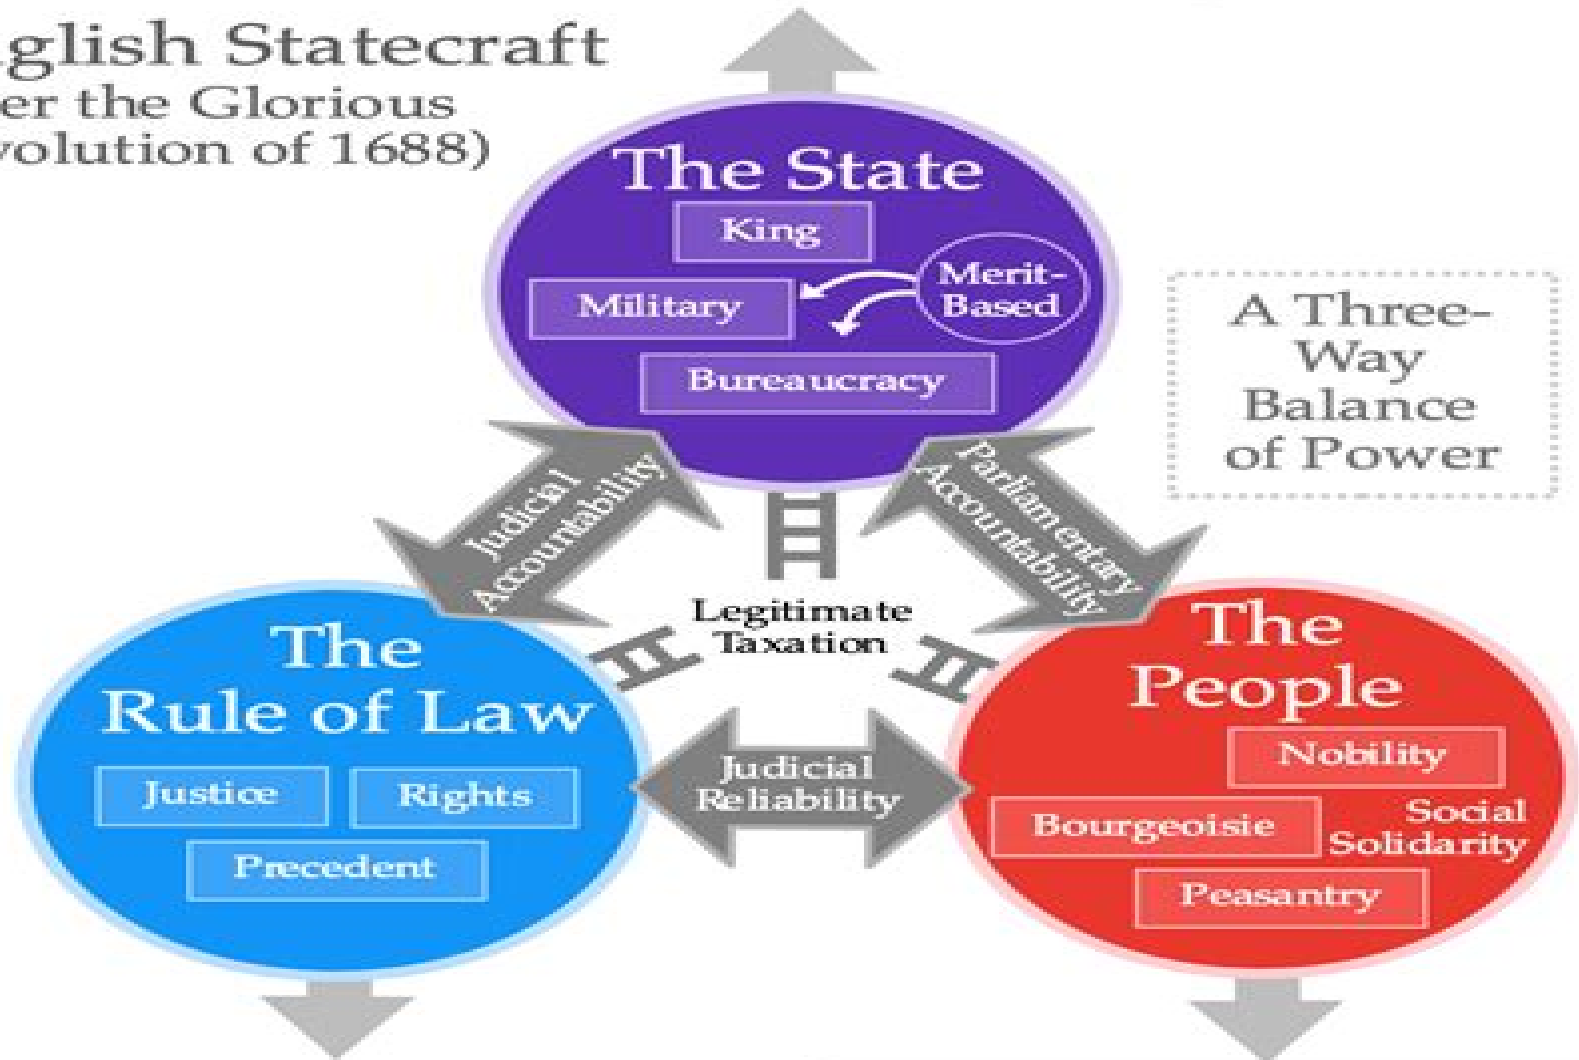 glish Statecraft
er the Glorious
volution of 1688)
The State
King
Merit-
Based
Military
Bureaucracy
A Three-
Way
Balance
of Power
Judicial
Accountability
Parliamentary
Accountability
Legitimate
Taxation
The
Rule of Law
Justice
Rights
Precedent
Judicial
Reliability
The
People
Nobility
Bourgeoisie
Social
Solidarity
Peasantry